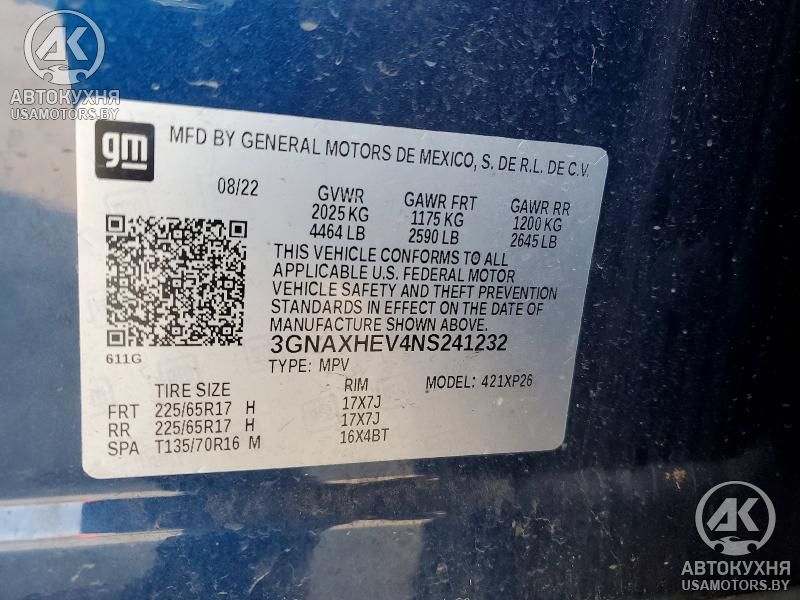 АК
АВТОКУХНЯ
USAMOTORS.BY
gm
MFD BY GENERAL MOTORS DE MEXICO, S. DE R.L. DE C.V.
08/22 GVWR GAWR FRT GAWR RR
2025 KG 1175 KG 1200 KG
4464 LB 2590 LB 2645 LB
THIS VEHICLE CONFORMS TO ALL
APPLICABLE U.S. FEDERAL MOTOR
VEHICLE SAFETY AND THEFT PREVENTION
STANDARDS IN EFFECT ON THE DATE OF
MANUFACTURE SHOWN ABOVE.
611G
3GNAXHEV4NS241232
TYPE: MPV MODEL: 421XP26
TIRE SIZE RIM
FRT 225/65R17 H 17X7J
RR 225/65R17 H 17X7J
SPA T135/70R16 M 16X4BT
АК
АВТОКУХНЯ
USAMOTORS.BY